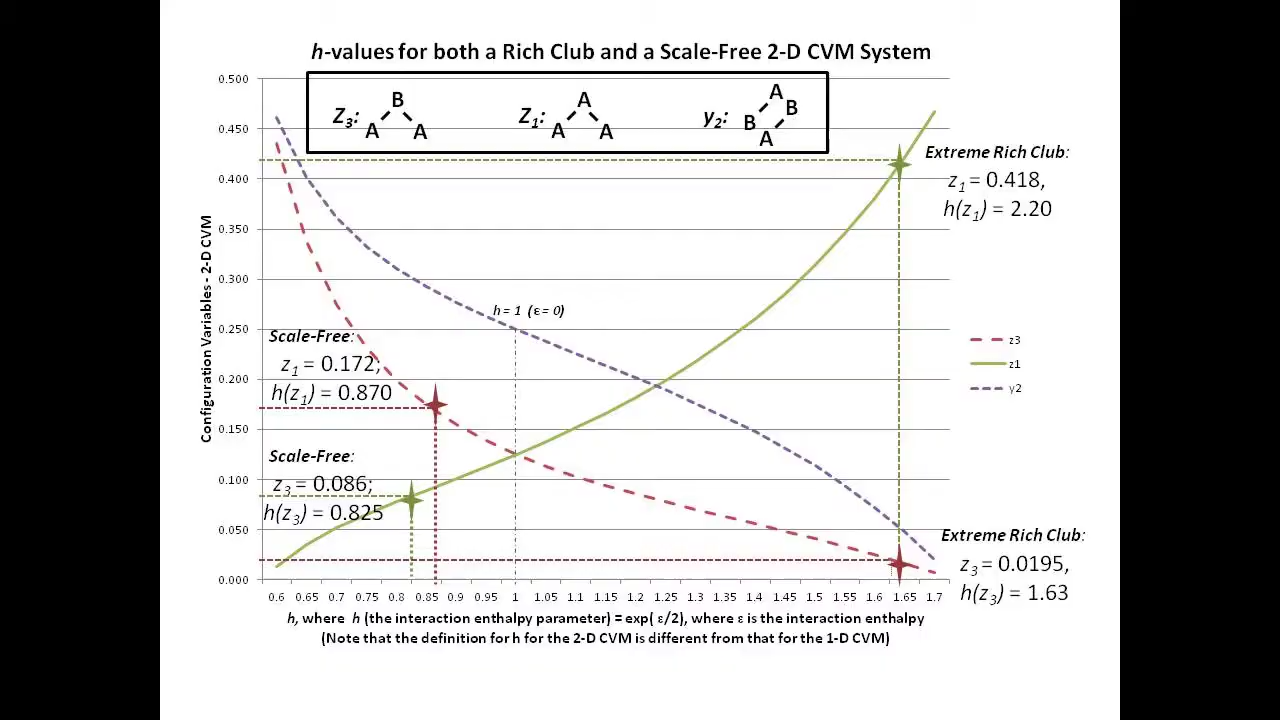 h-values for both a Rich Club and a Scale-Free 2-D CVM System
0.500
0.450
0.400
0.350
0.300
0.250
0.200
0.150
0.100
0.050
0.000
Configuration Variables - 2-D CVM
Z3:
B
A A
Z1:
A
A A
y2:
A
B
B
A
Extreme Rich Club:
z1 = 0.418,
h(z1) = 2.20
h = 1 (ε = 0)
Scale-Free:
z1 = 0.172;
h(z1) = 0.870
Scale-Free:
z3 = 0.086;
h(z3) = 0.825
z3
z1
y2
Extreme Rich Club:
z3 = 0.0195,
h(z3) = 1.63
0.6 0.65 0.7 0.75 0.8 0.85 0.9 0.95 1 1.05 1.1 1.15 1.2 1.25 1.3 1.35 1.4 1.45 1.5 1.55 1.6 1.65 1.7
h, where h (the interaction enthalpy parameter) = exp( ε/2), where ε is the interaction enthalpy
(Note that the definition for h for the 2-D CVM is different from that for the 1-D CVM)